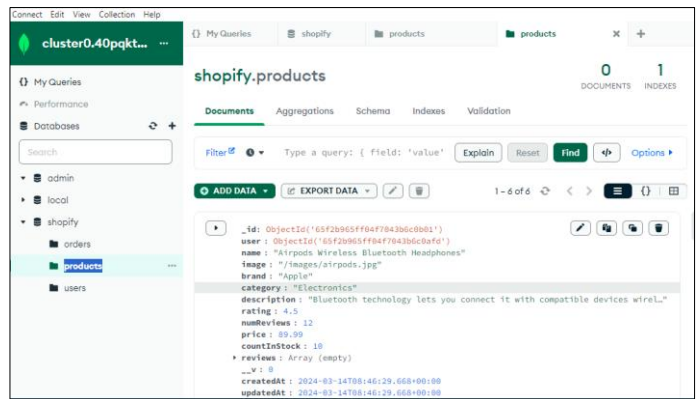 Connect Edit View Collection Help
cluster0.40pqkt... ...
{} My Queries
Performance
Databases
Search
admin
local
shopify
orders
products ...
users
{} My Queries shopify products products × +
shopify.products
0 DOCUMENTS 1 INDEXES
Documents Aggregations Schema Indexes Validation
Filter Type a query: { field: 'value' Explain Reset Find </> Options
ADD DATA EXPORT DATA 1 – 6 of 6 {}
_id: ObjectId('65f2b965ff04f7043b6c0b01')
user : ObjectId('65f2b965ff04f7043b6c0afd')
name : "Airpods Wireless Bluetooth Headphones"
image : "/images/airpods.jpg"
brand : "Apple"
category : "Electronics"
description : "Bluetooth technology lets you connect it with compatible devices wirel…"
rating : 4.5
numReviews : 12
price : 89.99
countInStock : 10
reviews : Array (empty)
__v : 0
createdAt : 2024-03-14T08:46:29.668+00:00
updatedAt : 2024-03-14T08:46:29.668+00:00